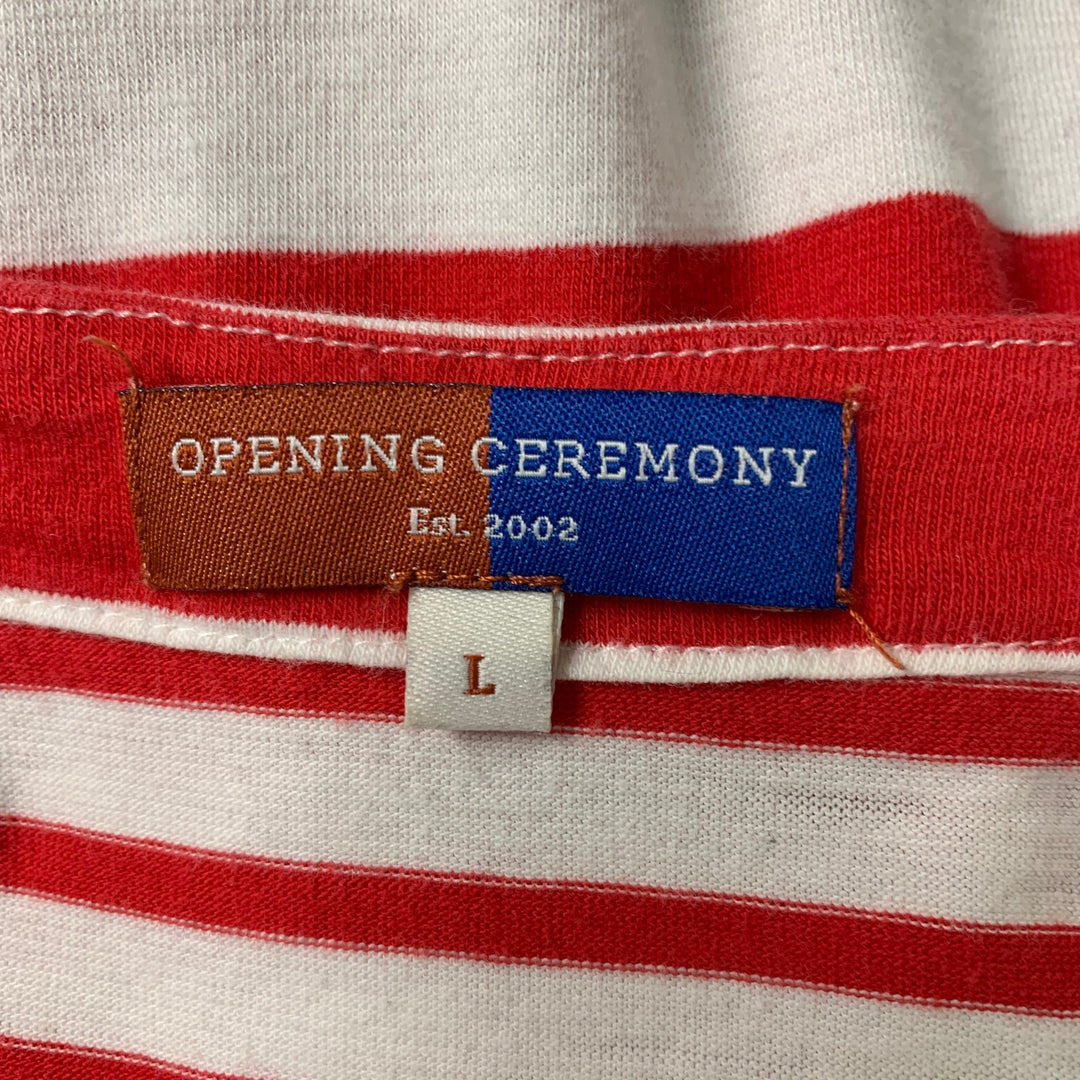 OPENING CEREMONY
Est. 2002
L